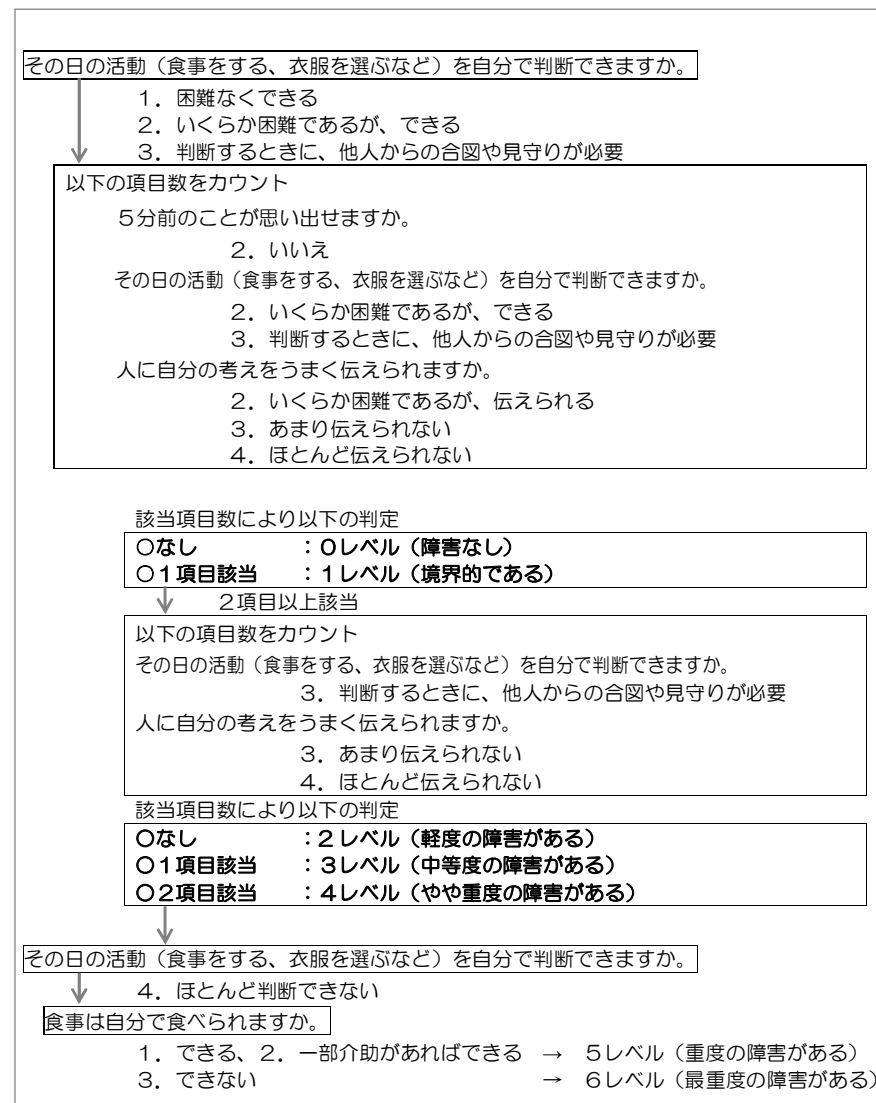 その日の活動（食事をする、衣服を選ぶなど）を自分で判断できますか。
１．困難なくできる
２．いくらか困難であるが、できる
３．判断するときに、他人からの合図や見守りが必要
以下の項目数をカウント
５分前のことが思い出せますか。
２．いいえ
その日の活動（食事をする、衣服を選ぶなど）を自分で判断できますか。
２．いくらか困難であるが、できる
３．判断するときに、他人からの合図や見守りが必要
人に自分の考えをうまく伝えられますか。
２．いくらか困難であるが、伝えられる
３．あまり伝えられない
４．ほとんど伝えられない
該当項目数により以下の判定
○なし　　　　：０レベル（障害なし）
○１項目該当　：１レベル（境界的である）
２項目以上該当
以下の項目数をカウント
その日の活動（食事をする、衣服を選ぶなど）を自分で判断できますか。
３．判断するときに、他人からの合図や見守りが必要
人に自分の考えをうまく伝えられますか。
３．あまり伝えられない
４．ほとんど伝えられない
該当項目数により以下の判定
○なし　　　　：２レベル（軽度の障害がある）
○１項目該当　：３レベル（中等度の障害がある）
○２項目該当　：４レベル（やや重度の障害がある）
その日の活動（食事をする、衣服を選ぶなど）を自分で判断できますか。
４．ほとんど判断できない
食事は自分で食べられますか。
１．できる、２．一部介助があればできる　→　５レベル（重度の障害がある）
３．できない　→　６レベル（最重度の障害がある）